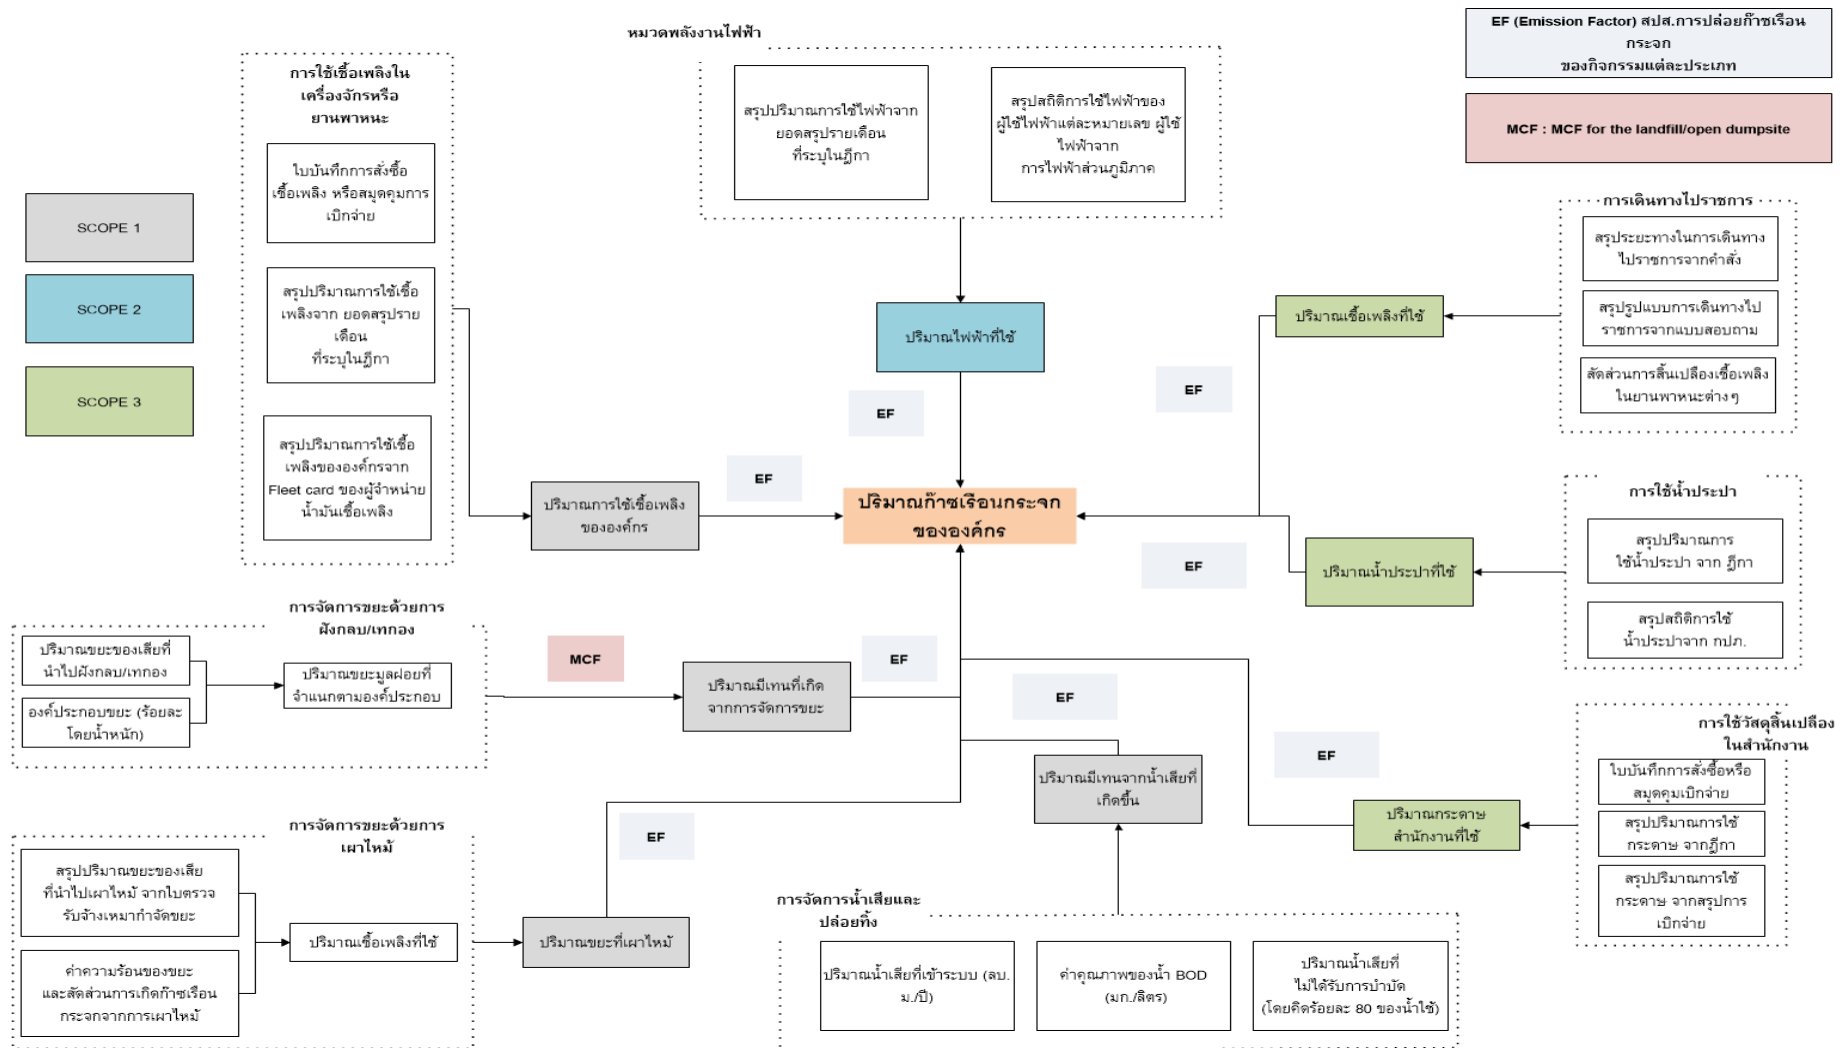 หมวดพลังงานไฟฟ้า
สรุปปริมาณการใช้ไฟฟ้าจาก
ยอดสรุปรายเดือน
ที่ระบุในฎีกา
สรุปสถิติการใช้ไฟฟ้าของ
ผู้ใช้ไฟฟ้าแต่ละหมายเลข ผู้ใช้
ไฟฟ้าจาก
การไฟฟ้าส่วนภูมิภาค
EF (Emission Factor) สปส.การปล่อยก๊าซเรือน
กระจก
ของกิจกรรมแต่ละประเภท
MCF : MCF for the landfill/open dumpsite
SCOPE 1
SCOPE 2
SCOPE 3
การใช้เชื้อเพลิงใน
เครื่องจักรหรือ
ยานพาหนะ
ใบบันทึกการสั่งซื้อ
เชื้อเพลิง หรือสมุดคุมการ
เบิกจ่าย
สรุปปริมาณการใช้เชื้อ
เพลิงจาก ยอดสรุปราย
เดือน
ที่ระบุในฎีกา
สรุปปริมาณการใช้เชื้อ
เพลิงขององค์กรจาก
Fleet card ของผู้จำหน่าย
น้ำมันเชื้อเพลิง
ปริมาณการใช้เชื้อเพลิง
ขององค์กร
EF
ปริมาณไฟฟ้าที่ใช้
EF
ปริมาณก๊าซเรือนกระจก
ขององค์กร
การเดินทางไปราชการ
สรุประยะทางในการเดินทาง
ไปราชการจากคำสั่ง
สรุปรูปแบบการเดินทางไป
ราชการจากแบบสอบถาม
สัดส่วนการสิ้นเปลืองเชื้อเพลิง
ในยานพาหนะต่างๆ
ปริมาณเชื้อเพลิงที่ใช้
EF
การใช้น้ำประปา
สรุปปริมาณการ
ใช้น้ำประปา จาก ฎีกา
สรุปสถิติการใช้
น้ำประปาจาก กปภ.
ปริมาณน้ำประปาที่ใช้
EF
การจัดการขยะด้วยการ
ฝังกลบ/เทกอง
ปริมาณขยะของเสียที่
นำไปฝังกลบ/เทกอง
องค์ประกอบขยะ (ร้อยละ
โดยน้ำหนัก)
ปริมาณขยะมูลฝอยที่
จำแนกตามองค์ประกอบ
MCF
ปริมาณมีเทนที่เกิด
จากการจัดการขยะ
EF
EF
ปริมาณมีเทนจากน้ำเสียที่
เกิดขึ้น
EF
การใช้วัสดุสิ้นเปลือง
ในสำนักงาน
ใบบันทึกการสั่งซื้อหรือ
สมุดคุมเบิกจ่าย
สรุปปริมาณการใช้
กระดาษ จากฎีกา
สรุปปริมาณการใช้
กระดาษ จากสรุปการ
เบิกจ่าย
ปริมาณกระดาษ
สำนักงานที่ใช้
การจัดการขยะด้วยการ
เผาไหม้
สรุปปริมาณขยะของเสีย
ที่นำไปเผาไหม้ จากใบตรวจ
รับจ้างเหมากำจัดขยะ
ค่าความร้อนของขยะ
และสัดส่วนการเกิดก๊าซเรือน
กระจกจากการเผาไหม้
ปริมาณเชื้อเพลิงที่ใช้
ปริมาณขยะที่เผาไหม้
EF
การจัดการน้ำเสียและ
ปล่อยทิ้ง
ปริมาณน้ำเสียที่เข้าระบบ (ลบ.
ม./ปี)
ค่าคุณภาพของน้ำ BOD
(มก./ลิตร)
ปริมาณน้ำเสียที่
ไม่ได้รับการบำบัด
(โดยคิดร้อยละ 80 ของน้ำใช้)